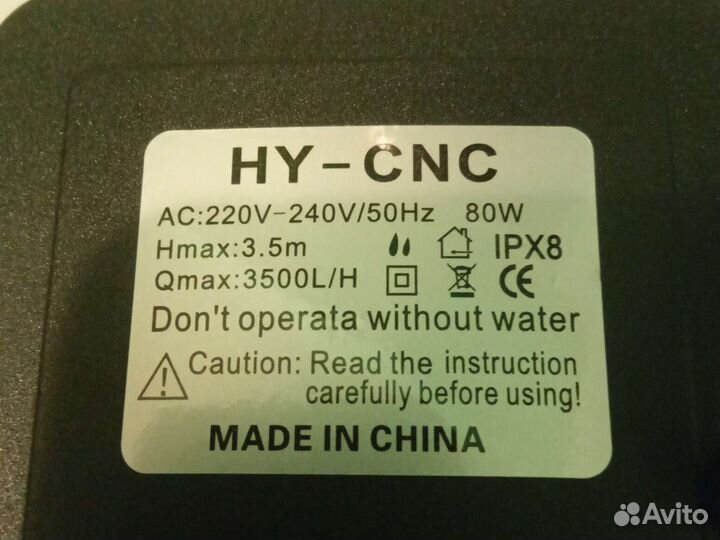 HY-CNC
AC:220V-240V/50Hz 80W
Hmax:3.5m IPX8
Qmax:3500L/H CE
Don't operata without water
Caution: Read the instruction
carefully before using!
MADE IN CHINA
Avito